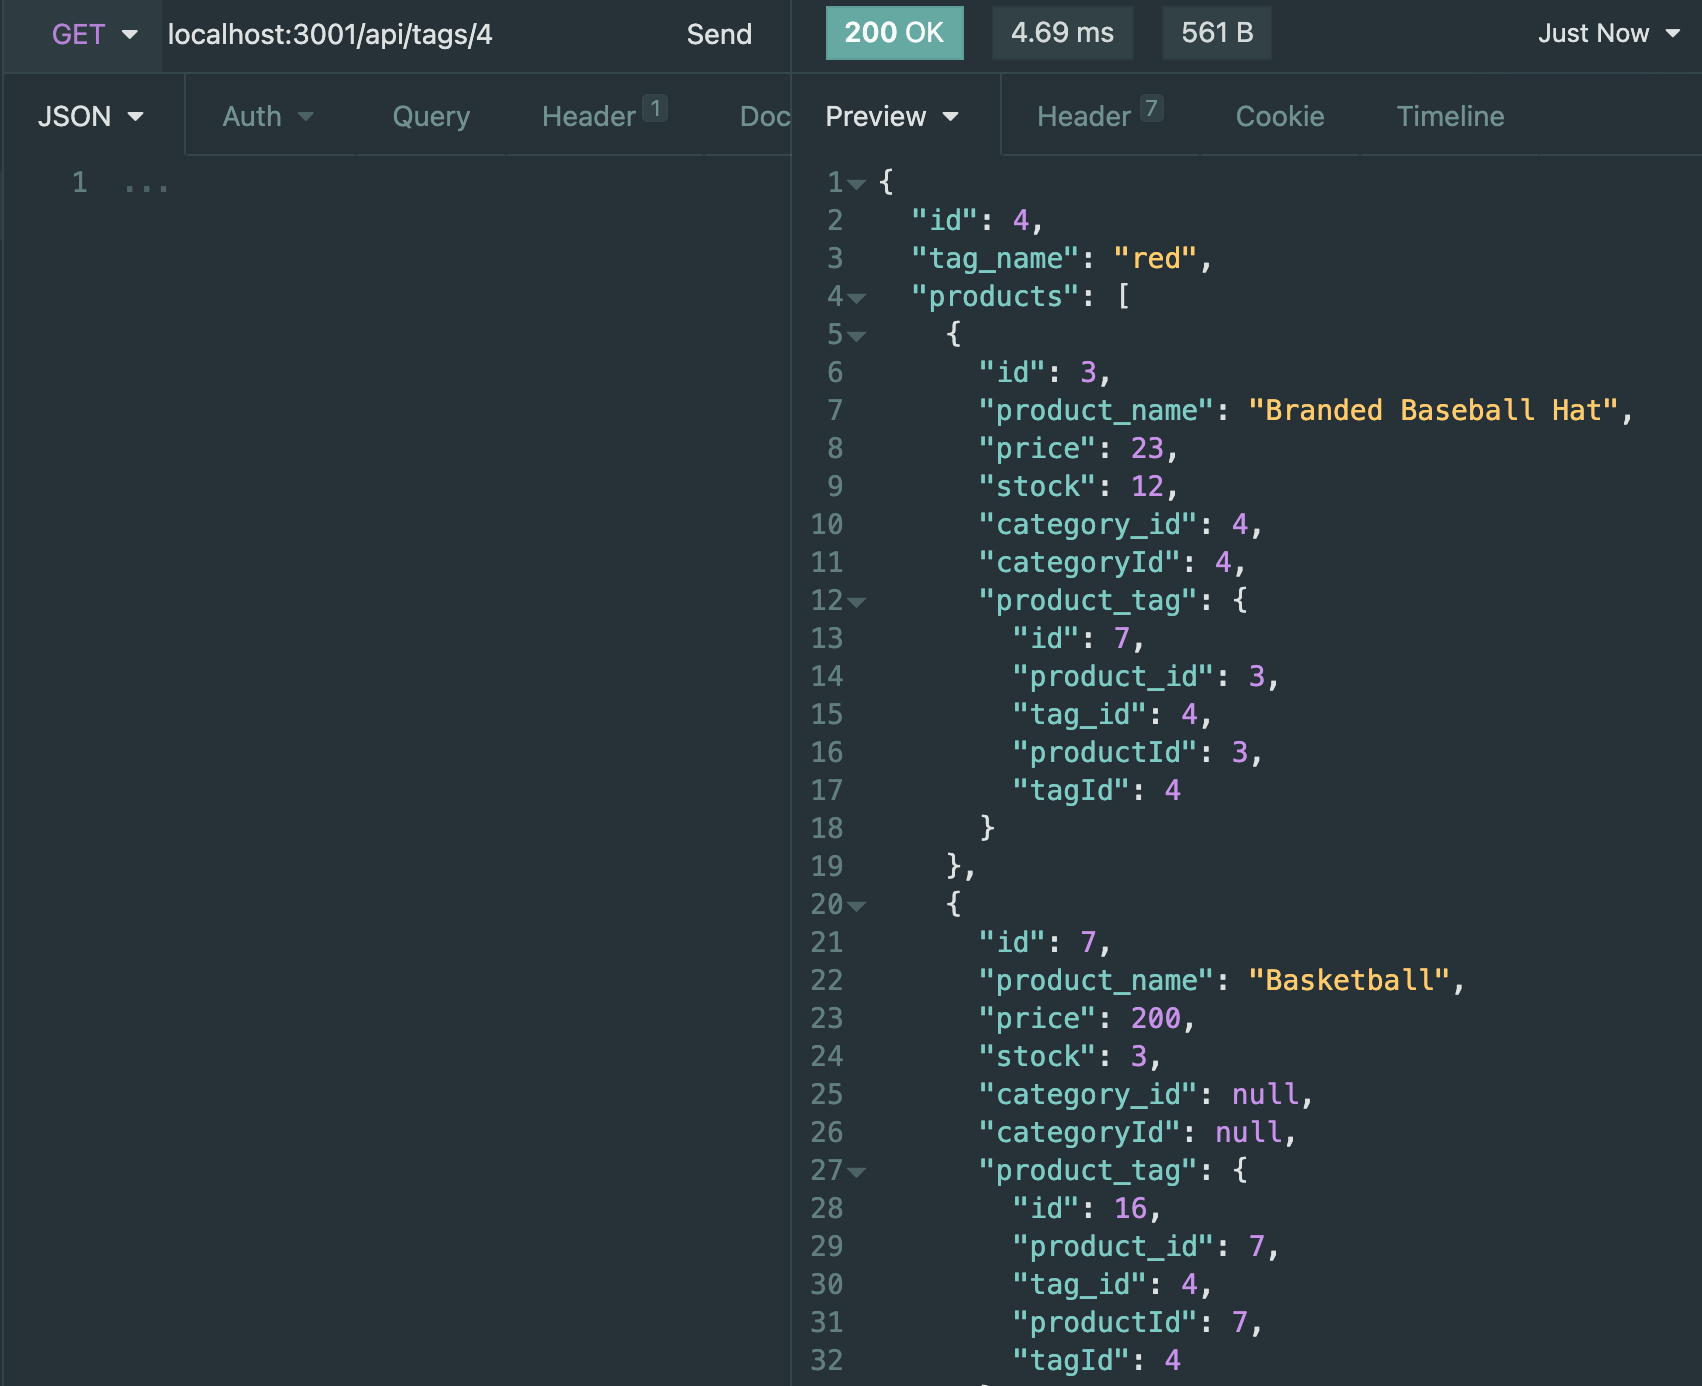 GET localhost:3001/api/tags/4 Send
200 OK 4.69 ms 561 B Just Now
JSON Auth Query Header 1 Doc
Preview Header 7 Cookie Timeline
1 ...
1 {
2 "id": 4,
3 "tag_name": "red",
4 "products": [
5 {
6 "id": 3,
7 "product_name": "Branded Baseball Hat",
8 "price": 23,
9 "stock": 12,
10 "category_id": 4,
11 "categoryId": 4,
12 "product_tag": {
13 "id": 7,
14 "product_id": 3,
15 "tag_id": 4,
16 "productId": 3,
17 "tagId": 4
18 }
19 },
20 {
21 "id": 7,
22 "product_name": "Basketball",
23 "price": 200,
24 "stock": 3,
25 "category_id": null,
26 "categoryId": null,
27 "product_tag": {
28 "id": 16,
29 "product_id": 7,
30 "tag_id": 4,
31 "productId": 7,
32 "tagId": 4